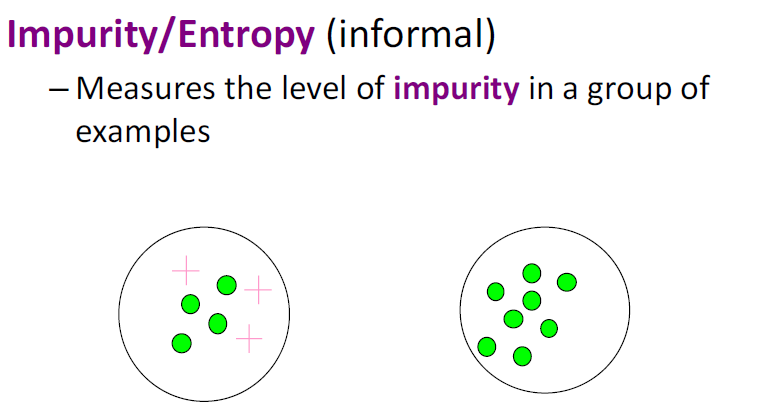 Impurity/Entropy (informal)
– Measures the level of impurity in a group of
examples